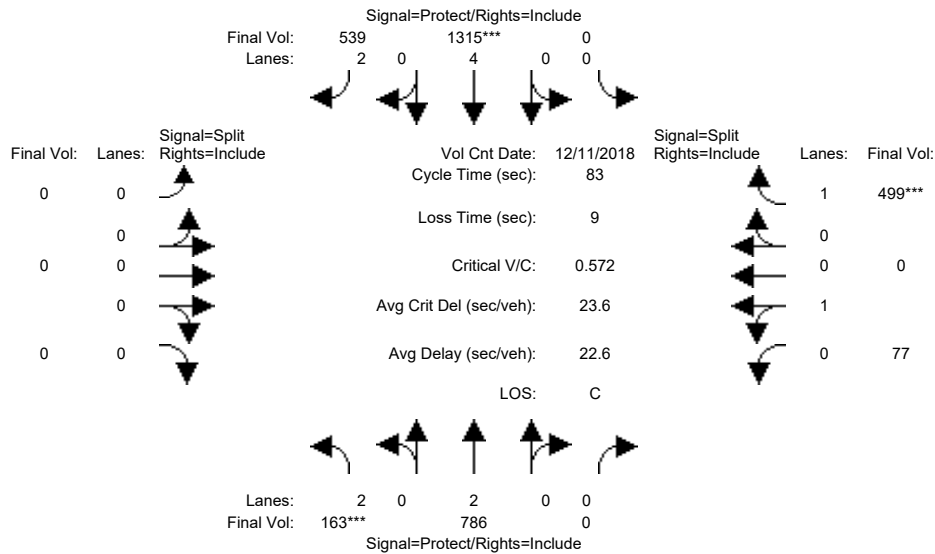 Signal=Protect/Rights=Include
Final Vol: 539 1315*** 0
Lanes: 2 0 4 0 0
Signal=Split
Final Vol: Lanes: Rights=Include
Vol Cnt Date: 12/11/2018
Signal=Split
Rights=Include Lanes: Final Vol:
Cycle Time (sec): 83
0 0 1 499***
Loss Time (sec): 9
0 0
0 0 Critical V/C: 0.572 0 0
0 Avg Crit Del (sec/veh): 23.6 1
0 0 Avg Delay (sec/veh): 22.6 0 77
LOS: C
Lanes: 2 0 2 0 0
Final Vol: 163*** 786 0
Signal=Protect/Rights=Include